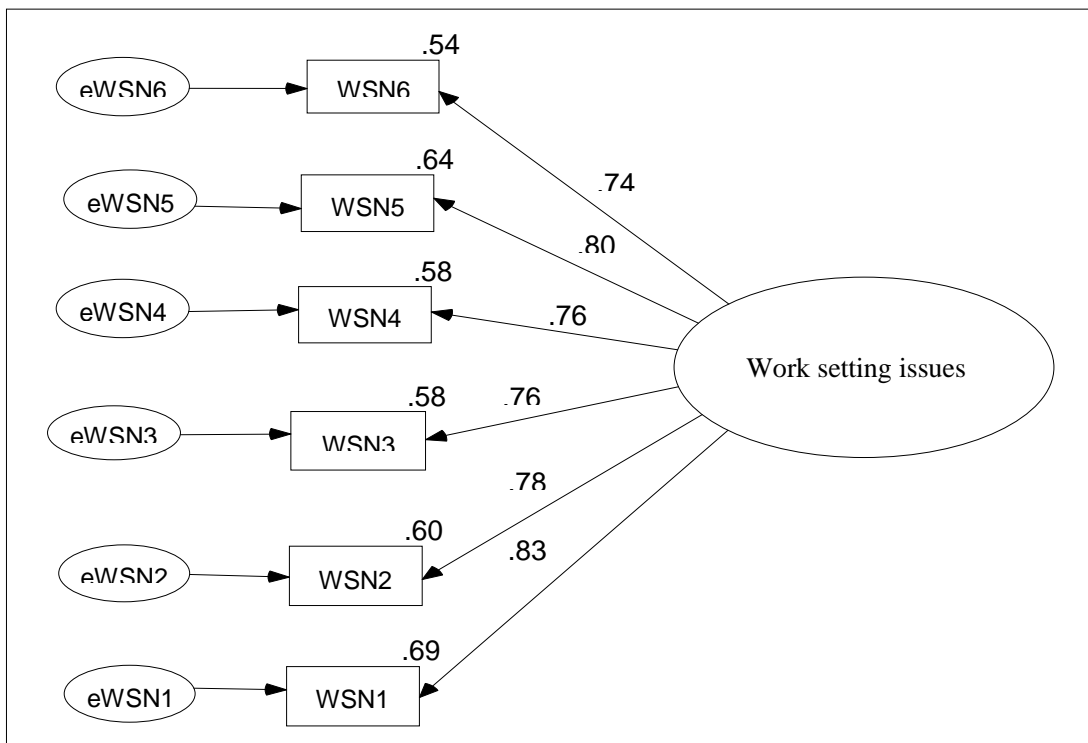 .54
eWSN6
WSN6
.74
.64
eWSN5
WSN5
.80
.58
eWSN4
WSN4
.76
Work setting issues
.58
.76
eWSN3
WSN3
.78
.60
eWSN2
WSN2
.83
.69
eWSN1
WSN1